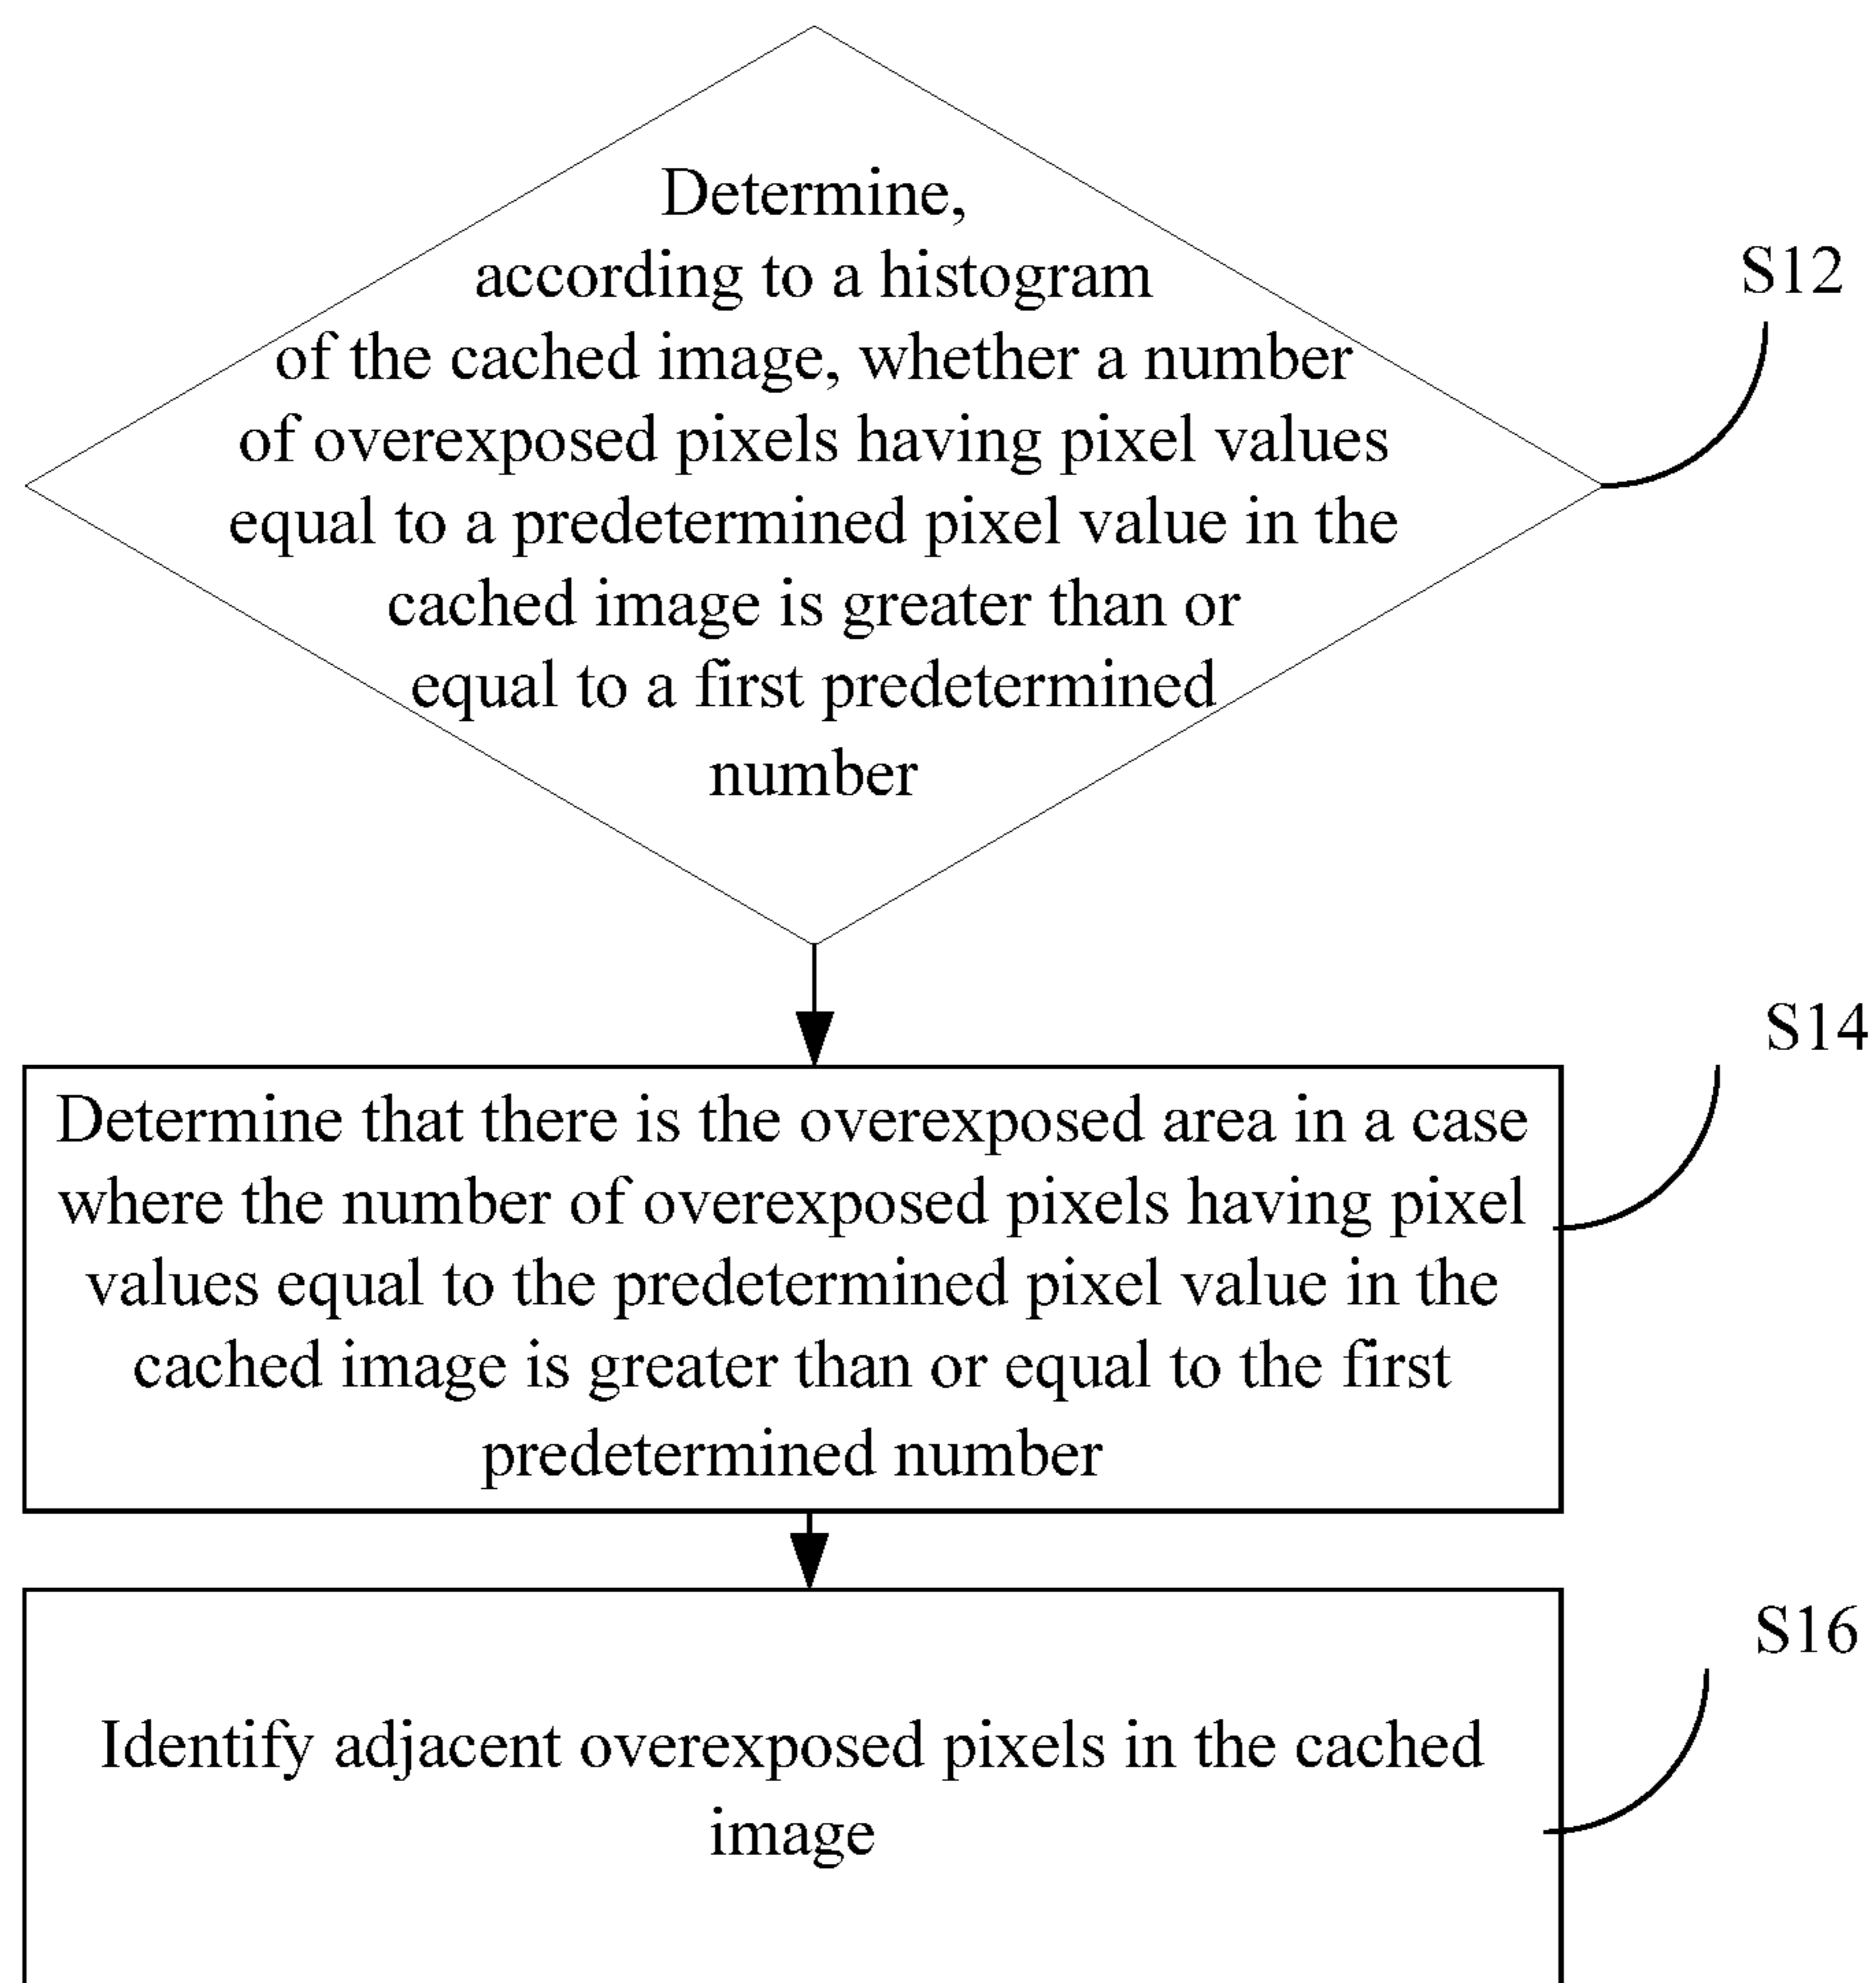 Determine,
according to a histogram
of the cached image, whether a number
of overexposed pixels having pixel values
equal to a predetermined pixel value in the
cached image is greater than or
equal to a first predetermined
number
S12
S14
Determine that there is the overexposed area in a case
where the number of overexposed pixels having pixel
values equal to the predetermined pixel value in the
cached image is greater than or equal to the first
predetermined number
S16
Identify adjacent overexposed pixels in the cached
image